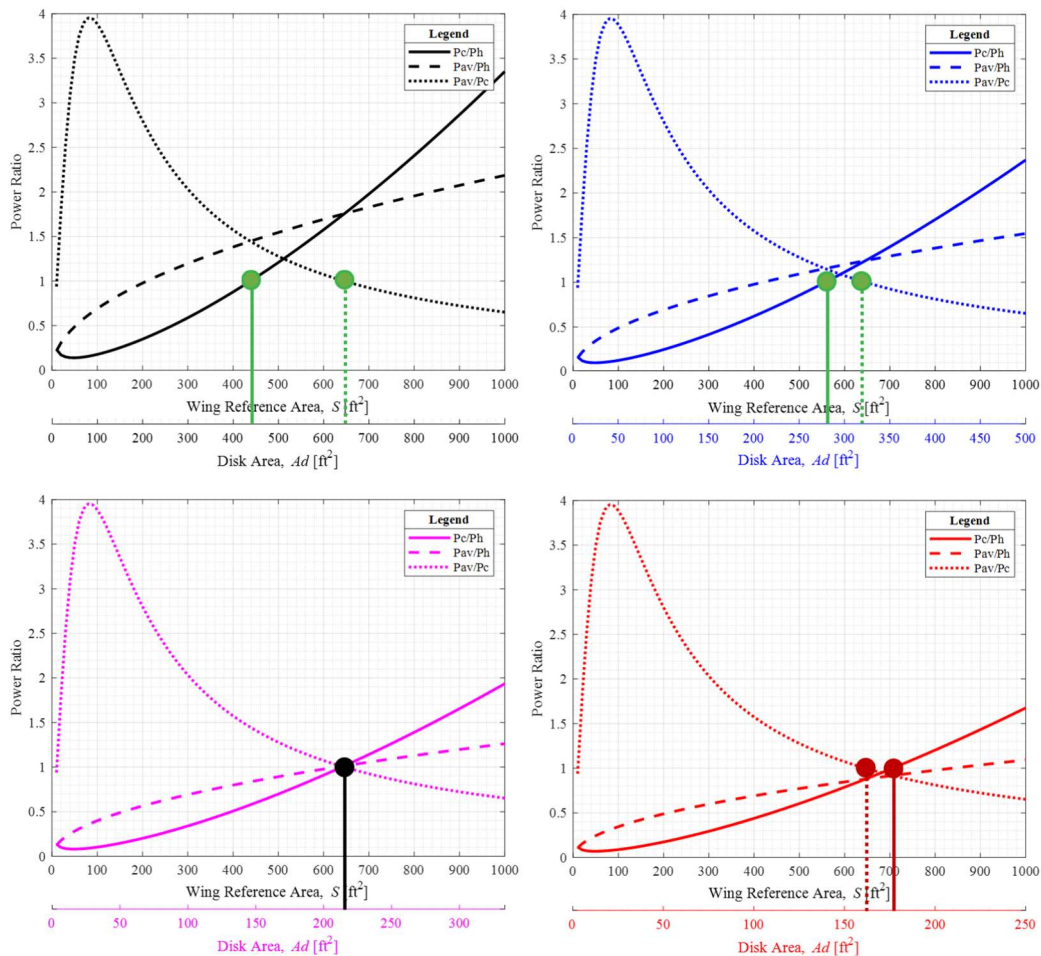 4
3.5
3
2.5
2
1.5
1
0.5
0
Power Ratio
Legend
Pc/Ph
Pav/Ph
Pav/Pc
0 100 200 300 400 500 600 700 800 900 1000
Wing Reference Area, S [ft²]
0 100 200 300 400 500 600 700 800 900 1000
Disk Area, Ad [ft²]
4
3.5
3
2.5
2
1.5
1
0.5
0
Power Ratio
Legend
Pc/Ph
Pav/Ph
Pav/Pc
0 100 200 300 400 500 600 700 800 900 1000
Wing Reference Area, S [ft²]
0 50 100 150 200 250 300 350 400 450 500
Disk Area, Ad [ft²]
4
3.5
3
2.5
2
1.5
1
0.5
0
Power Ratio
Legend
Pc/Ph
Pav/Ph
Pav/Pc
0 100 200 300 400 500 600 700 800 900 1000
Wing Reference Area, S [ft²]
0 50 100 150 200 250 300
Disk Area, Ad [ft²]
4
3.5
3
2.5
2
1.5
1
0.5
0
Power Ratio
Legend
Pc/Ph
Pav/Ph
Pav/Pc
0 100 200 300 400 500 600 700 800 900 1000
Wing Reference Area, S [ft²]
0 50 100 150 200 250
Disk Area, Ad [ft²]